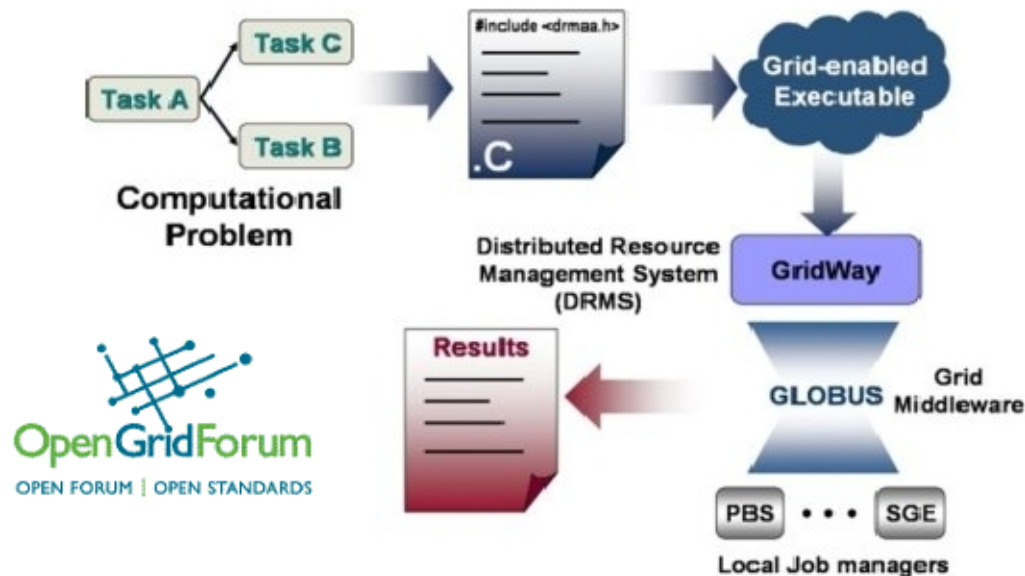 Task C
Task A
Task B
Computational
Problem
#include <drmaa.h>
.C
Grid-enabled
Executable
Distributed Resource
Management System
(DRMS)
GridWay
Results
GLOBUS
Grid
Middleware
OpenGridForum
OPEN FORUM | OPEN STANDARDS
PBS • • • SGE
Local Job managers